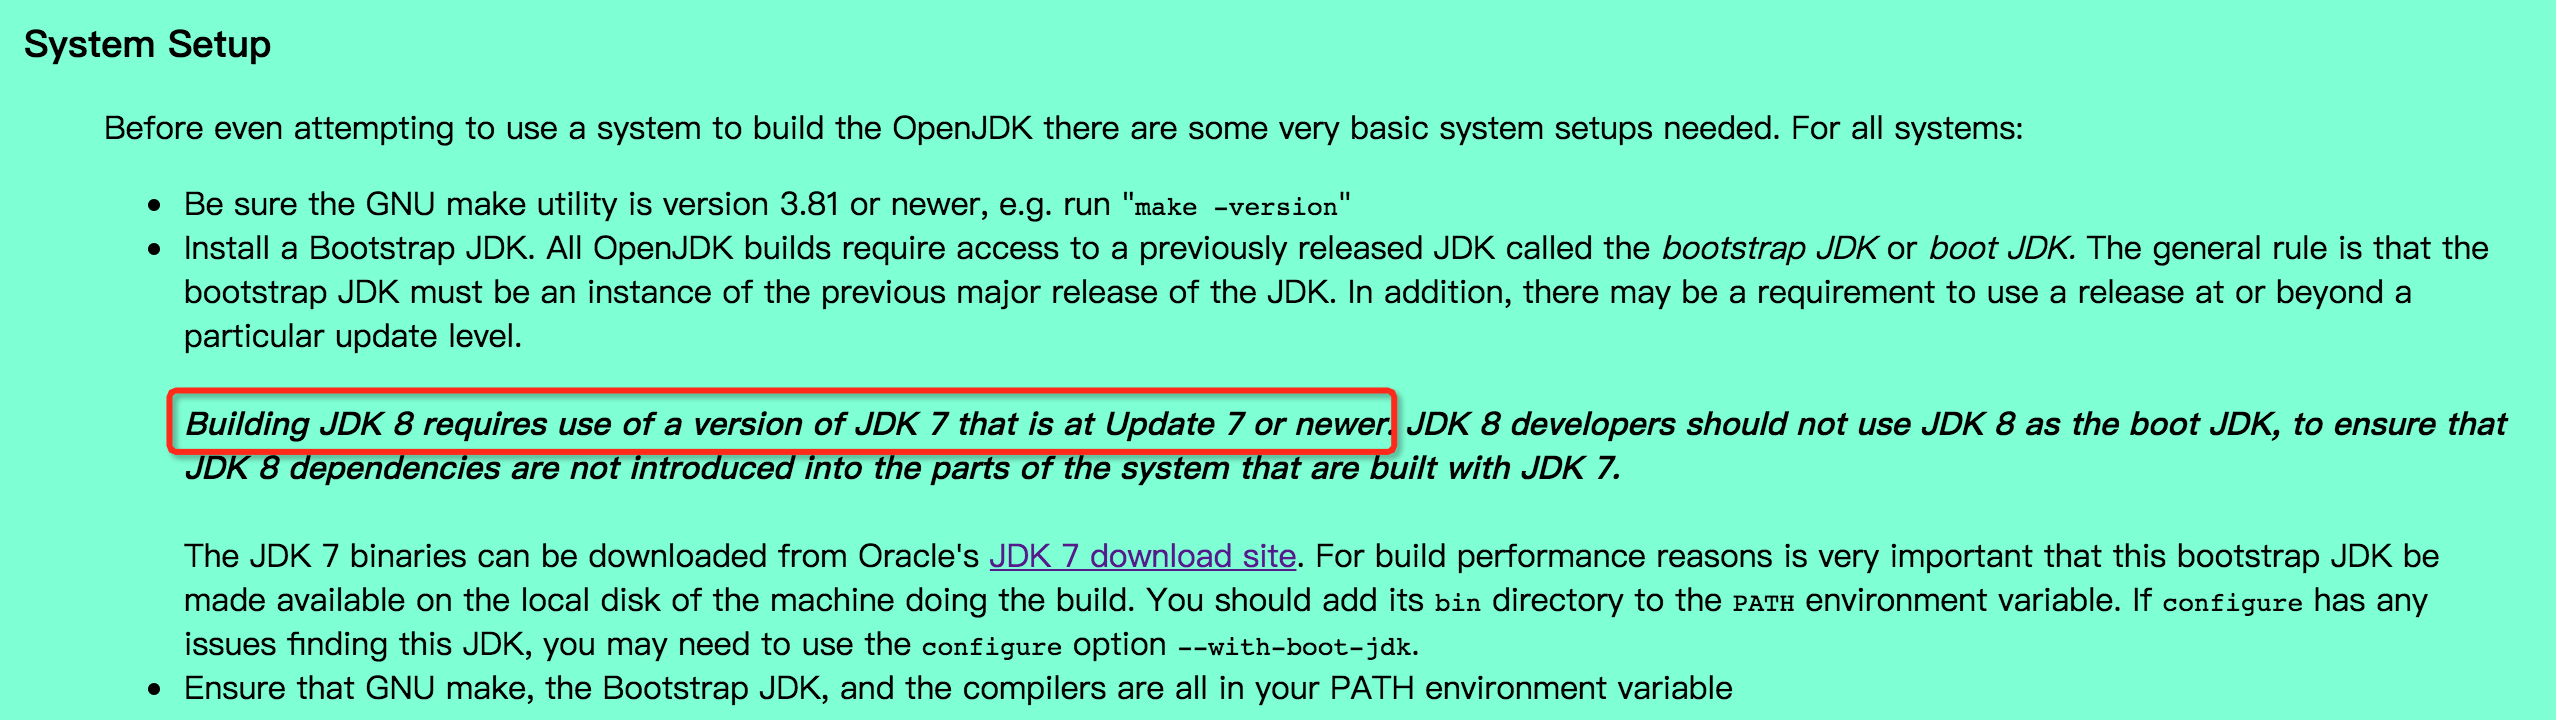 System Setup
Before even attempting to use a system to build the OpenJDK there are some very basic system setups needed. For all systems:
• Be sure the GNU make utility is version 3.81 or newer, e.g. run "make -version"
• Install a Bootstrap JDK. All OpenJDK builds require access to a previously released JDK called the bootstrap JDK or boot JDK. The general rule is that the
bootstrap JDK must be an instance of the previous major release of the JDK. In addition, there may be a requirement to use a release at or beyond a
particular update level.
Building JDK 8 requires use of a version of JDK 7 that is at Update 7 or newer. JDK 8 developers should not use JDK 8 as the boot JDK, to ensure that
JDK 8 dependencies are not introduced into the parts of the system that are built with JDK 7.
The JDK 7 binaries can be downloaded from Oracle's JDK 7 download site. For build performance reasons is very important that this bootstrap JDK be
made available on the local disk of the machine doing the build. You should add its bin directory to the PATH environment variable. If configure has any
issues finding this JDK, you may need to use the configure option --with-boot-jdk.
• Ensure that GNU make, the Bootstrap JDK, and the compilers are all in your PATH environment variable